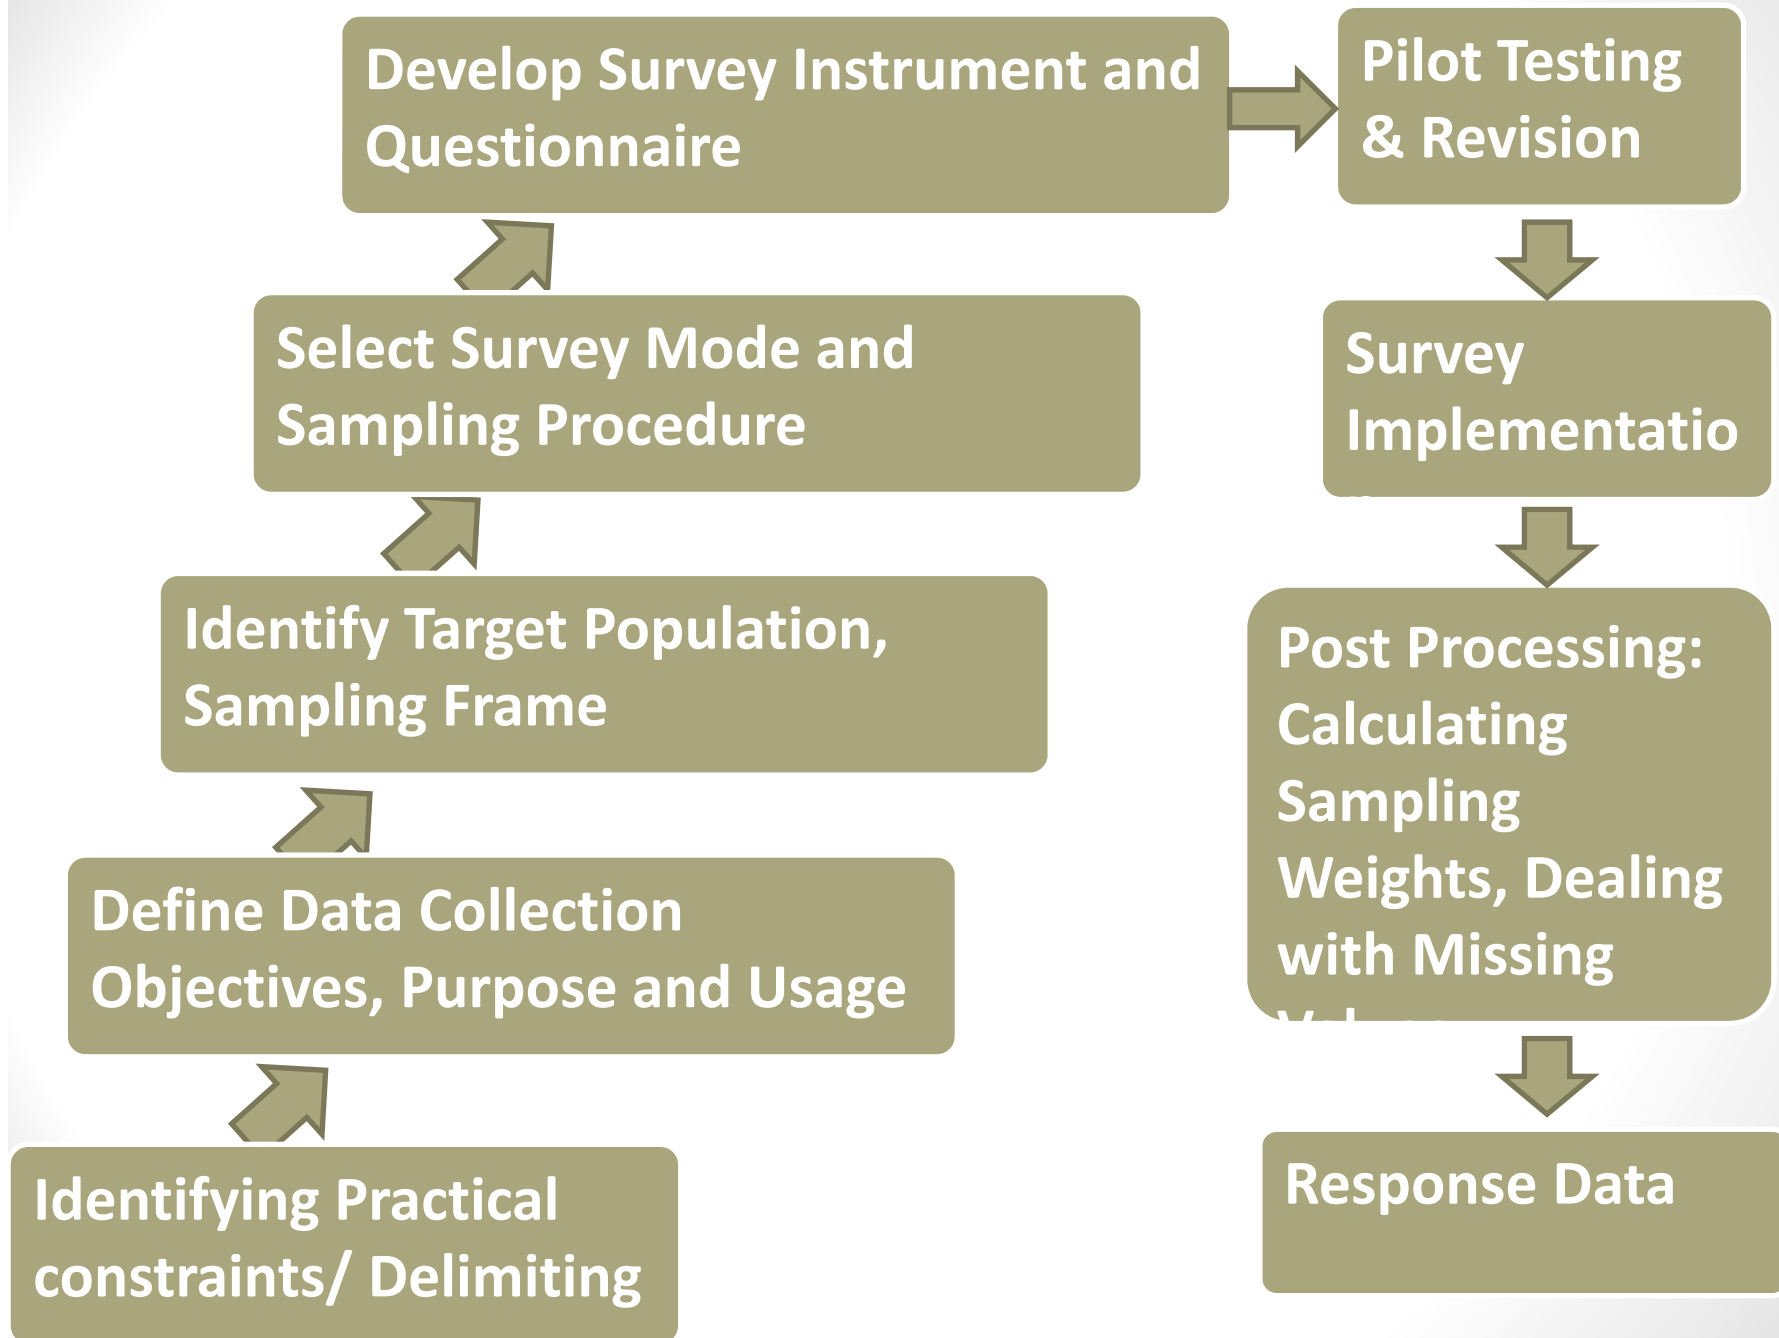 Identifying Practical
constraints/ Delimiting
Define Data Collection
Objectives, Purpose and Usage
Identify Target Population,
Sampling Frame
Select Survey Mode and
Sampling Procedure
Develop Survey Instrument and
Questionnaire
Pilot Testing
& Revision
Survey
Implementatio
Post Processing:
Calculating
Sampling
Weights, Dealing
with Missing
Response Data